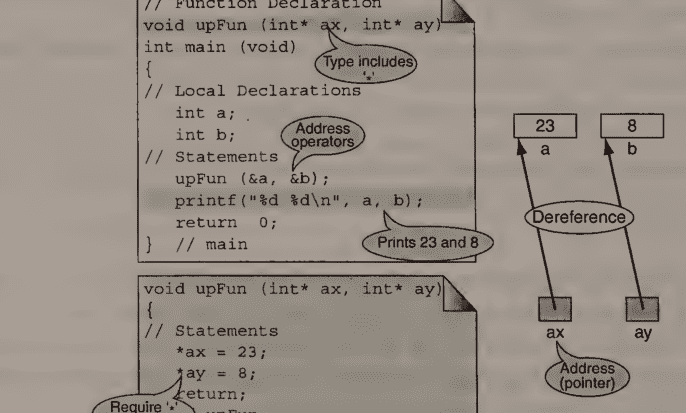 // Function Declaration
void upFun (int* ax, int* ay)
int main (void)
{
// Local Declarations
int a;
int b;
// Statements
upFun (&a, &b);
printf("%d %d\n", a, b);
return 0;
} // main
Type includes
'*'
Address
operators
Prints 23 and 8
void upFun (int* ax, int* ay)
{
// Statements
*ax = 23;
*ay = 8;
return;
Require '*'
23
8
a
b
Dereference
ax
ay
Address
(pointer)